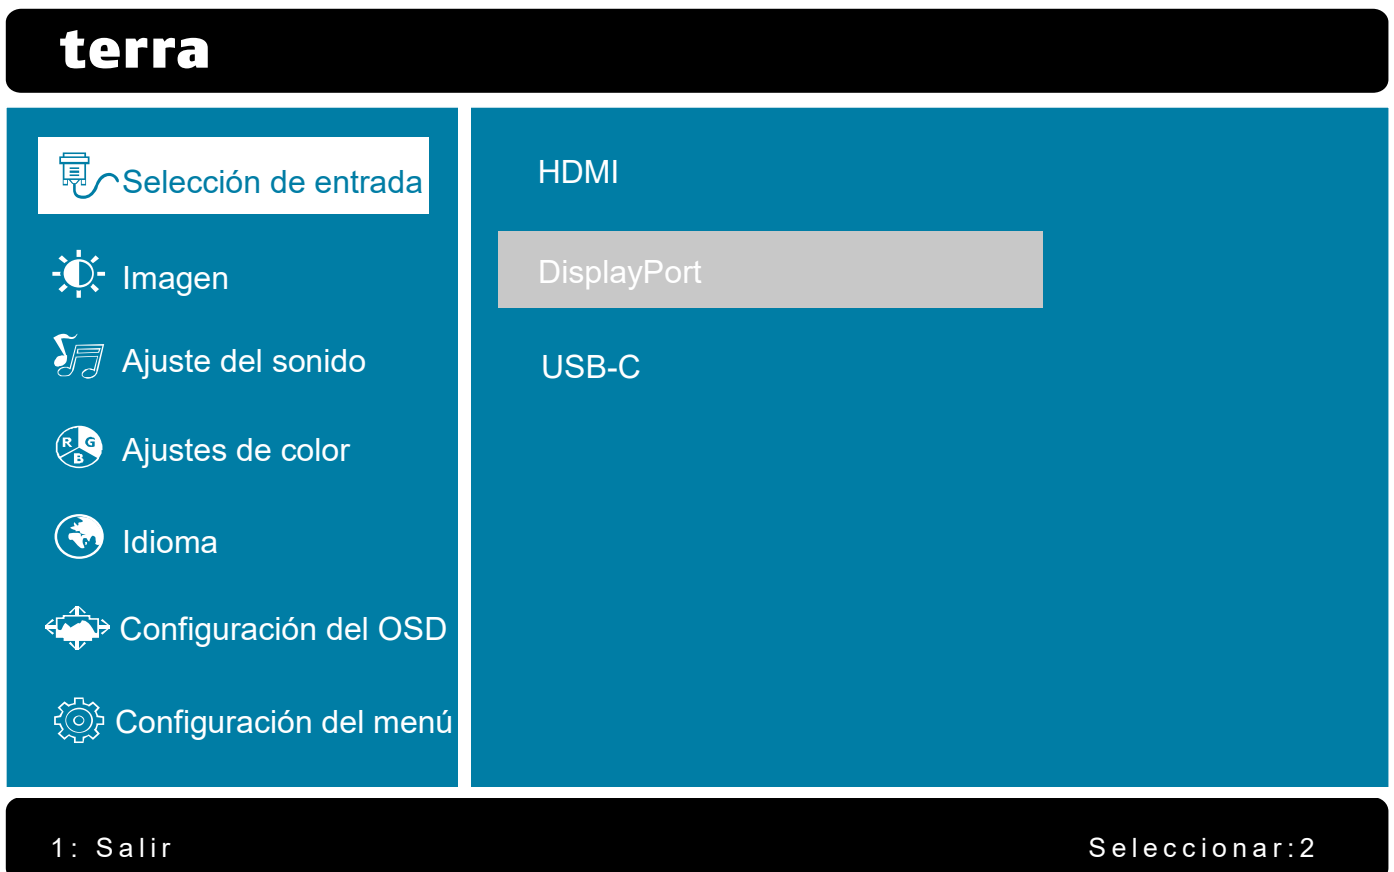 terra
Selección de entrada
Imagen
Ajuste del sonido
R G
B
Ajustes de color
Idioma
Configuración del OSD
Configuración del menú
HDMI
DisplayPort
USB-C
1: Salir
Seleccionar:2